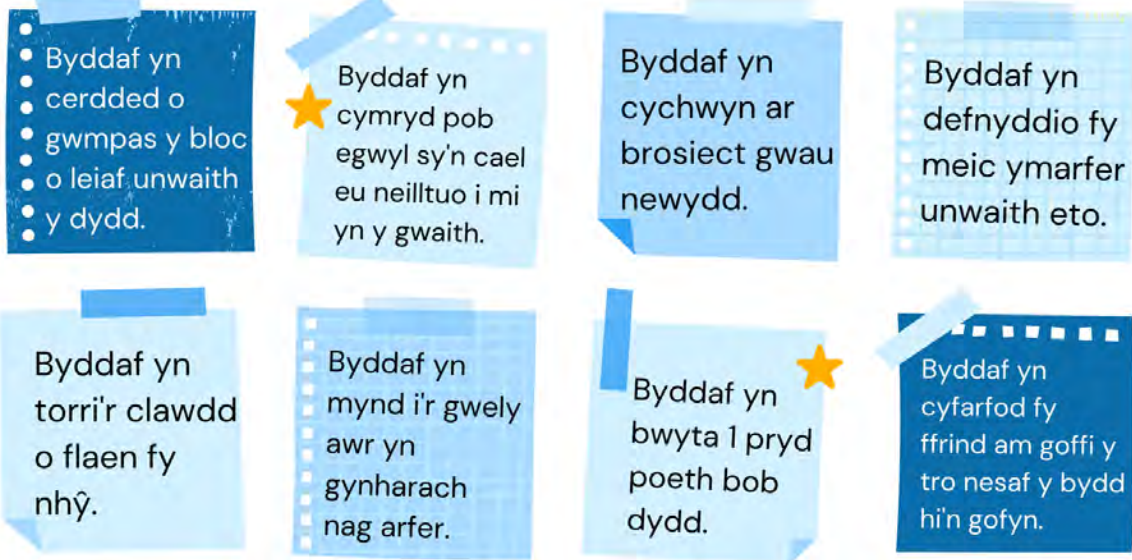 Byddaf yn
cerdded o
gwmpas y bloc
o leiaf unwaith
y dydd.
Byddaf yn
cymryd pob
egwyl sy'n cael
eu neilltuo i mi
yn y gwaith.
Byddaf yn
cychwyn ar
brosiect gwau
newydd.
Byddaf yn
defnyddio fy
meic ymarfer
unwaith eto.
Byddaf yn
torri'r clawdd
o flaen fy
nhŷ.
Byddaf yn
mynd i'r gwely
awr yn
gynharach
nag arfer.
Byddaf yn
bwyta 1 pryd
poeth bob
dydd.
Byddaf yn
cyfarfod fy
ffrind am goffi y
tro nesaf y bydd
hi'n gofyn.